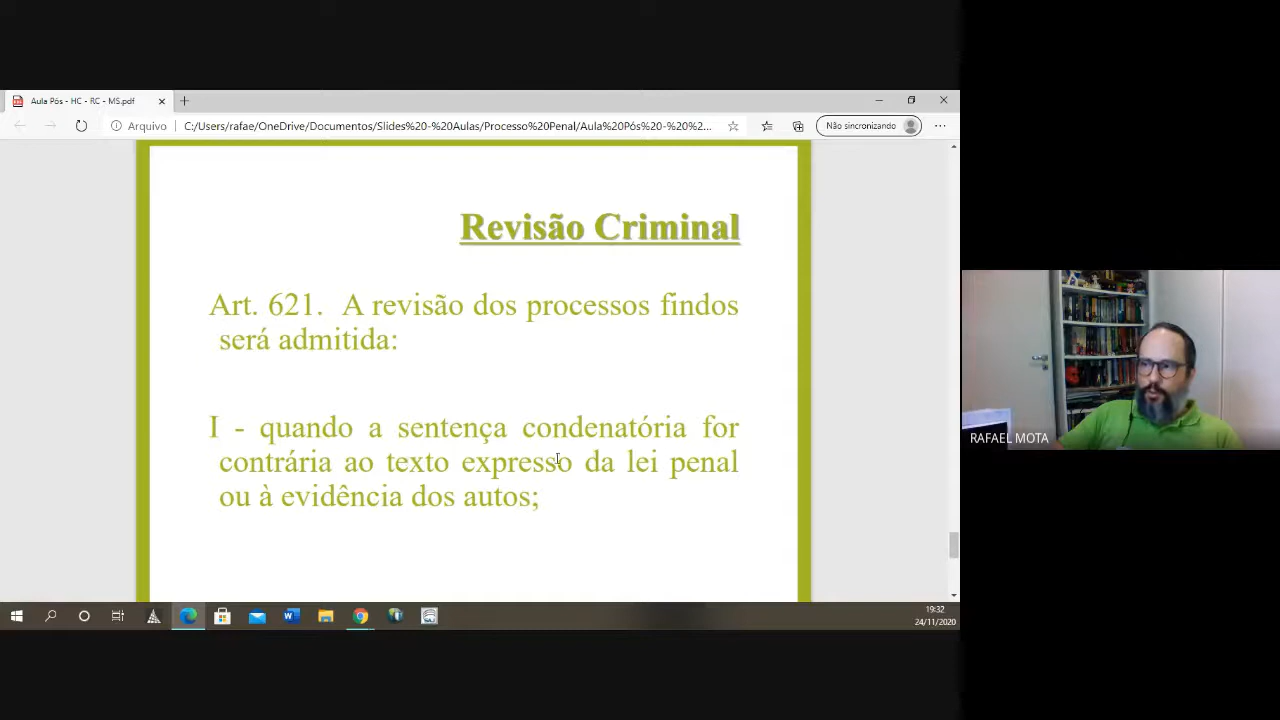 Aula Pós - HC - RC - MS.pdf
Arquivo
C:/Users/rafae/OneDrive/Documentos/Slides%20-%20Aulas/Processo%20Penal/Aula%20Pós%20-%20%2...
Não sincronizando
Revisão Criminal
Art. 621. A revisão dos processos findos
será admitida:
I - quando a sentença condenatória for
contrária ao texto expresso da lei penal
ou à evidência dos autos;
RAFAEL MOTA
19:32
24/11/2020